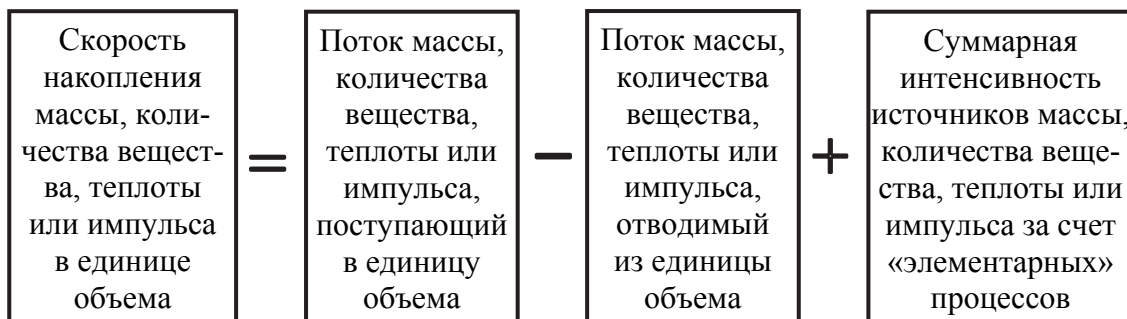 Скорость
накопления
массы, коли-
чества вещест-
ва, теплоты
или импульса
в единице
объема
=
Поток массы,
количества
вещества,
теплоты или
импульса,
поступающий
в единицу
объема
–
Поток массы,
количества
вещества,
теплоты или
импульса,
отводимый
из единицы
объема
+
Суммарная
интенсивность
источников массы,
количества веще-
ства, теплоты или
импульса за счет
«элементарных»
процессов